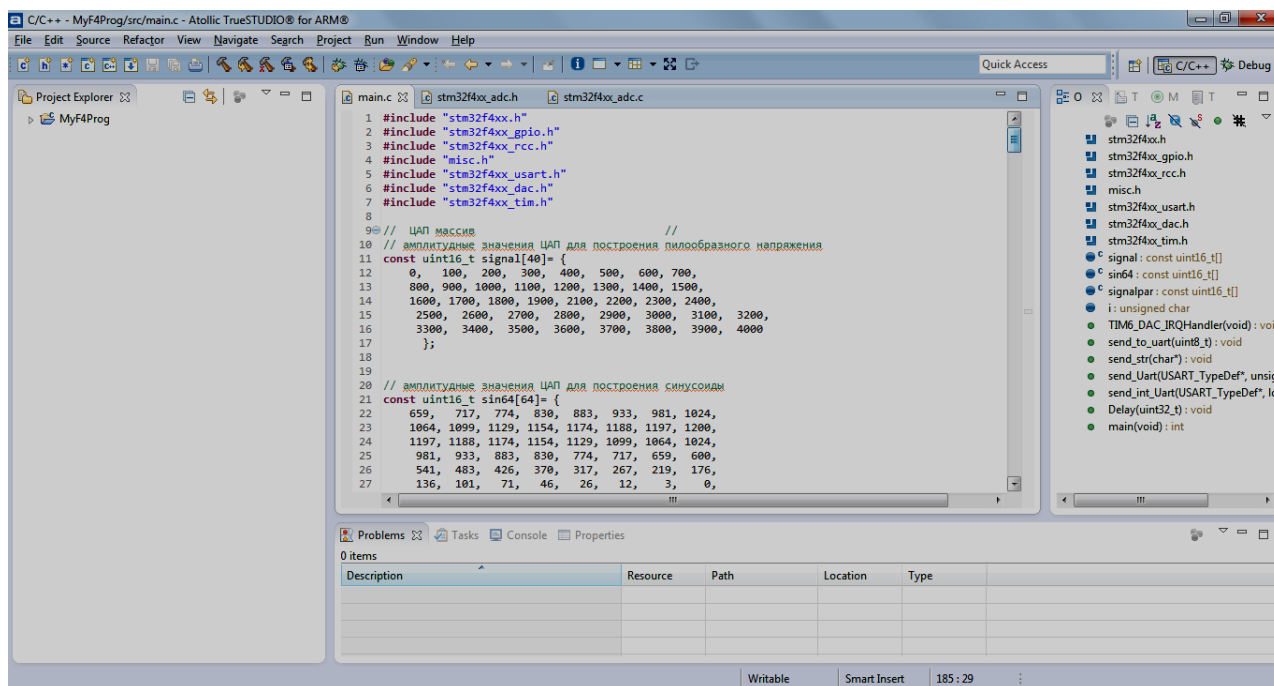 C/C++ - MyF4Prog/src/main.c - Atollic TrueSTUDIO® for ARM®
File Edit Source Refactor View Navigate Search Project Run Window Help
Quick Access
C/C++
Debug
Project Explorer
MyF4Prog
main.c
stm32f4xx_adc.h
stm32f4xx_adc.c
1 #include "stm32f4xx.h"
2 #include "stm32f4xx_gpio.h"
3 #include "stm32f4xx_rcc.h"
4 #include "misc.h"
5 #include "stm32f4xx_usart.h"
6 #include "stm32f4xx_dac.h"
7 #include "stm32f4xx_tim.h"
8
9 // ЦАП массив //
10 // амплитудные значения ЦАП для построения пилообразного напряжения
11 const uint16_t signal[40]= {
12 0, 100, 200, 300, 400, 500, 600, 700,
13 800, 900, 1000, 1100, 1200, 1300, 1400, 1500,
14 1600, 1700, 1800, 1900, 2100, 2200, 2300, 2400,
15 2500, 2600, 2700, 2800, 2900, 3000, 3100, 3200,
16 3300, 3400, 3500, 3600, 3700, 3800, 3900, 4000
17 };
18
19
20 // амплитудные значения ЦАП для построения синусоиды
21 const uint16_t sin64[64]= {
22 659, 717, 774, 830, 883, 933, 981, 1024,
23 1064, 1099, 1129, 1154, 1174, 1188, 1197, 1200,
24 1197, 1188, 1174, 1154, 1129, 1099, 1064, 1024,
25 981, 933, 883, 830, 774, 717, 659, 600,
26 541, 483, 426, 370, 317, 267, 219, 176,
27 136, 101, 71, 46, 26, 12, 3, 0,
O T M T
stm32f4xx.h
stm32f4xx_gpio.h
stm32f4xx_rcc.h
misc.h
stm32f4xx_usart.h
stm32f4xx_dac.h
stm32f4xx_tim.h
signal : const uint16_t[]
sin64 : const uint16_t[]
signalpar : const uint16_t[]
i : unsigned char
TIM6_DAC_IRQHandler(void) : voi
send_to_uart(uint8_t) : void
send_str(char*) : void
send_Uart(USART_TypeDef*, unsig
send_int_Uart(USART_TypeDef*, lo
Delay(uint32_t) : void
main(void) : int
Problems Tasks Console Properties
0 items
Description Resource Path Location Type
Writable Smart Insert 185 : 29